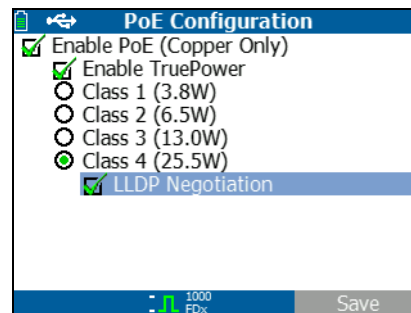 PoE Configuration
Enable PoE (Copper Only)
Enable TruePower
Class 1 (3.8W)
Class 2 (6.5W)
Class 3 (13.0W)
Class 4 (25.5W)
LLDP Negotiation
1000
FDx
Save